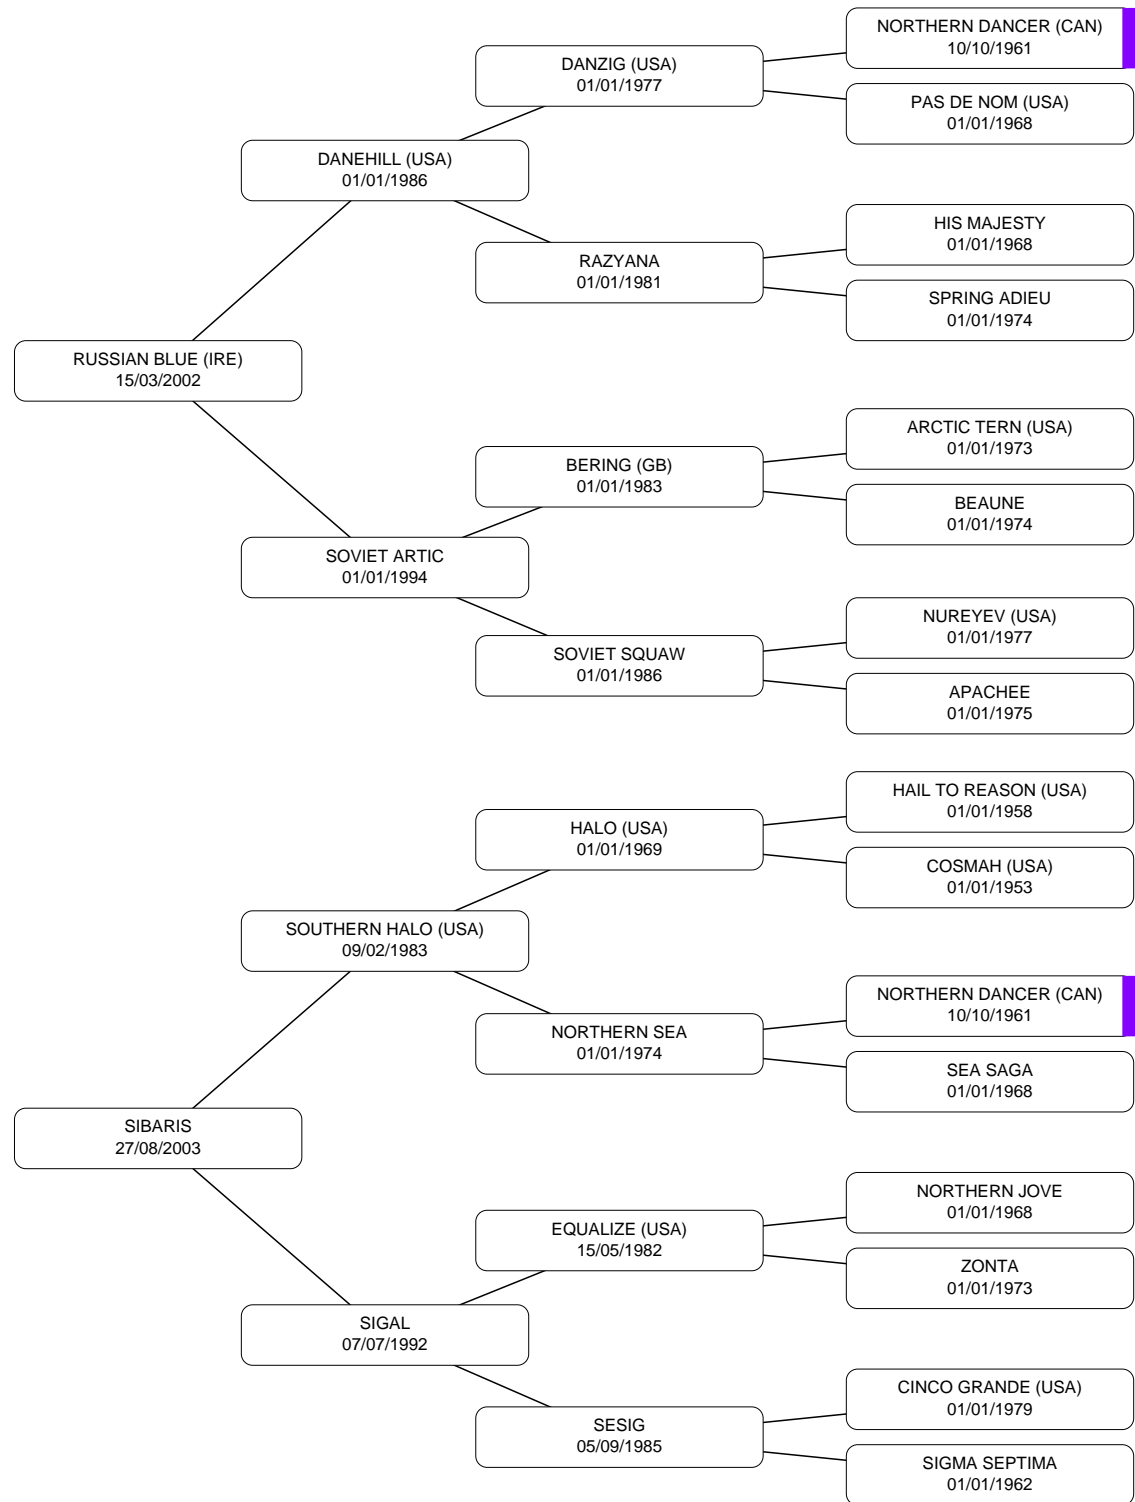 NORTHERN DANCER (CAN)
10/10/1961
DANZIG (USA)
01/01/1977
PAS DE NOM (USA)
01/01/1968
DANEHILL (USA)
01/01/1986
HIS MAJESTY
01/01/1968
RAZYANA
01/01/1981
SPRING ADIEU
01/01/1974
RUSSIAN BLUE (IRE)
15/03/2002
ARCTIC TERN (USA)
01/01/1973
BERING (GB)
01/01/1983
BEAUNE
01/01/1974
SOVIET ARTIC
01/01/1994
NUREYEV (USA)
01/01/1977
SOVIET SQUAW
01/01/1986
APACHEE
01/01/1975
HAIL TO REASON (USA)
01/01/1958
HALO (USA)
01/01/1969
COSMAH (USA)
01/01/1953
SOUTHERN HALO (USA)
09/02/1983
NORTHERN DANCER (CAN)
10/10/1961
NORTHERN SEA
01/01/1974
SEA SAGA
01/01/1968
SIBARIS
27/08/2003
NORTHERN JOVE
01/01/1968
EQUALIZE (USA)
15/05/1982
ZONTA
01/01/1973
SIGAL
07/07/1992
CINCO GRANDE (USA)
01/01/1979
SESIG
05/09/1985
SIGMA SEPTIMA
01/01/1962